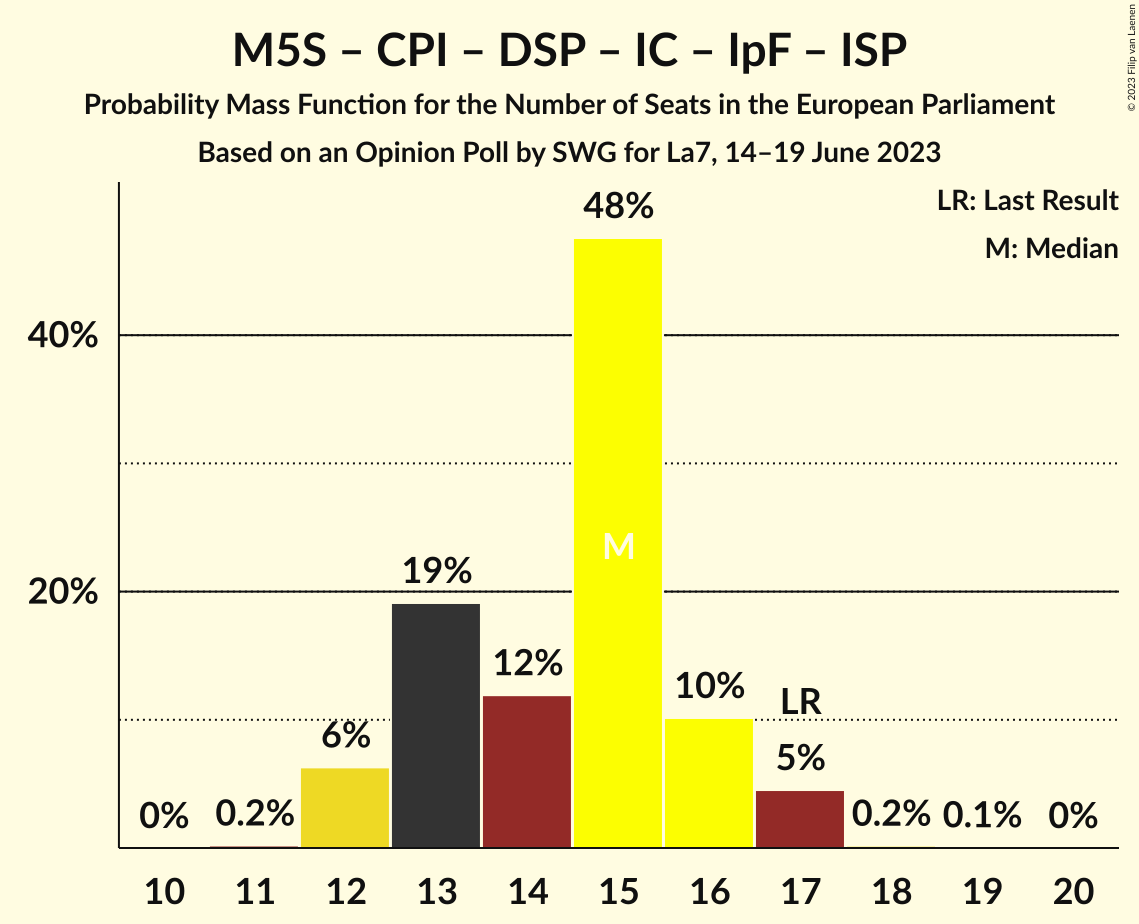 M5S – CPI – DSP – IC – IpF – ISP
Probability Mass Function for the Number of Seats in the European Parliament
Based on an Opinion Poll by SWG for La7, 14–19 June 2023
© 2023 Filip van Laenen
LR: Last Result
M: Median
48%
40%
M
19%
20%
12%
10%
LR
6%
5%
0%
0.2%
0.2%
0.1%
0%
10 11 12 13 14 15 16 17 18 19 20